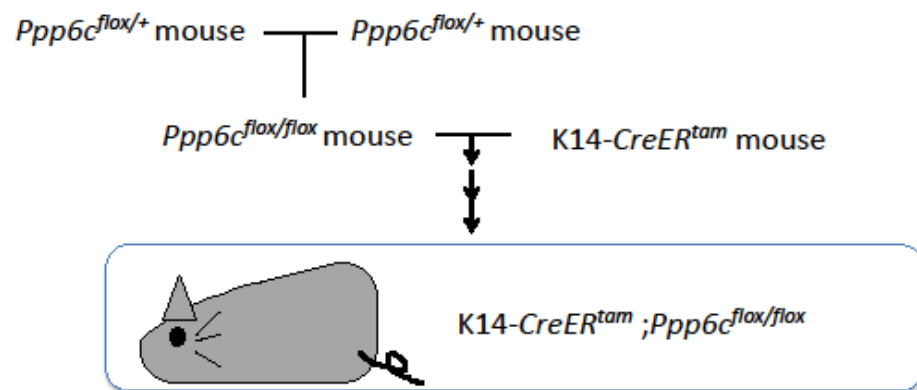 Ppp6c^flox/+ mouse Ppp6c^flox/+ mouse
Ppp6c^flox/flox mouse K14-CreER^tam mouse
K14-CreER^tam ;Ppp6c^flox/flox